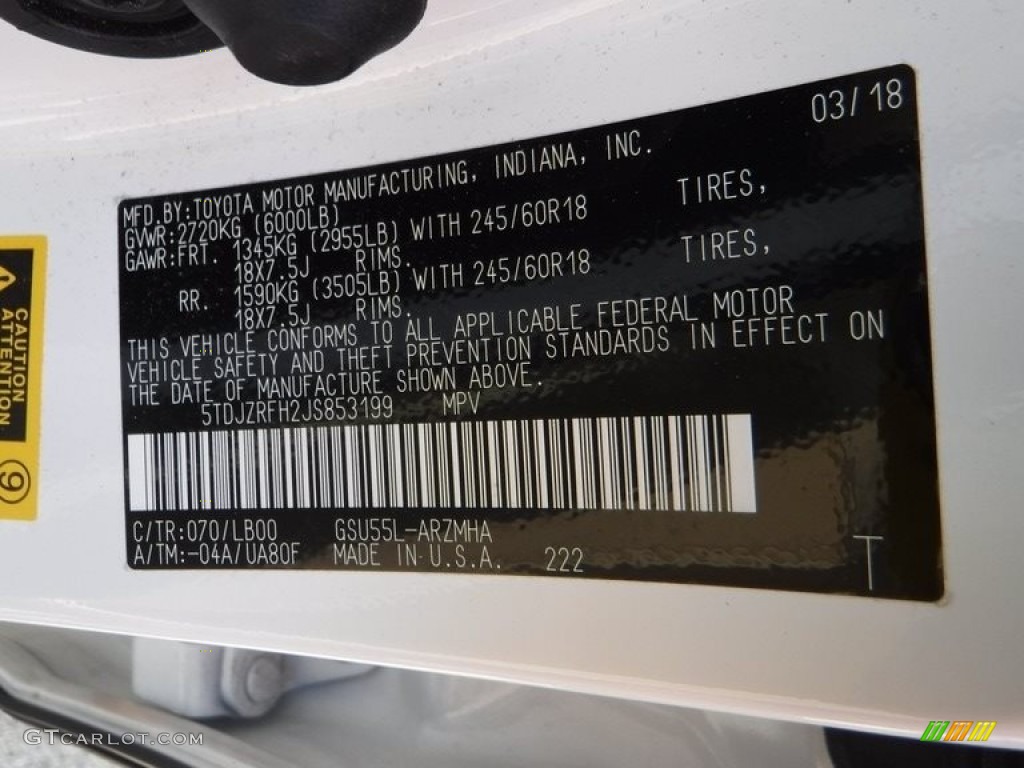 03/18
MFD.BY:TOYOTA MOTOR MANUFACTURING, INDIANA, INC.
GVWR:2720KG (6000LB)
GAWR:FRT. 1345KG (2955LB) WITH 245/60R18 TIRES,
18X7.5J RIMS.
RR. 1590KG (3505LB) WITH 245/60R18 TIRES,
18X7.5J RIMS.
THIS VEHICLE CONFORMS TO ALL APPLICABLE FEDERAL MOTOR
VEHICLE SAFETY AND THEFT PREVENTION STANDARDS IN EFFECT ON
THE DATE OF MANUFACTURE SHOWN ABOVE.
5TDJZRFH2JS853199 MPV
C/TR:070/LB00 GSU55L-ARZMHA
A/TM:-04A/UA80F MADE IN U.S.A. 222 T
CAUTION
ATTENTION
9
GTCarLot.com